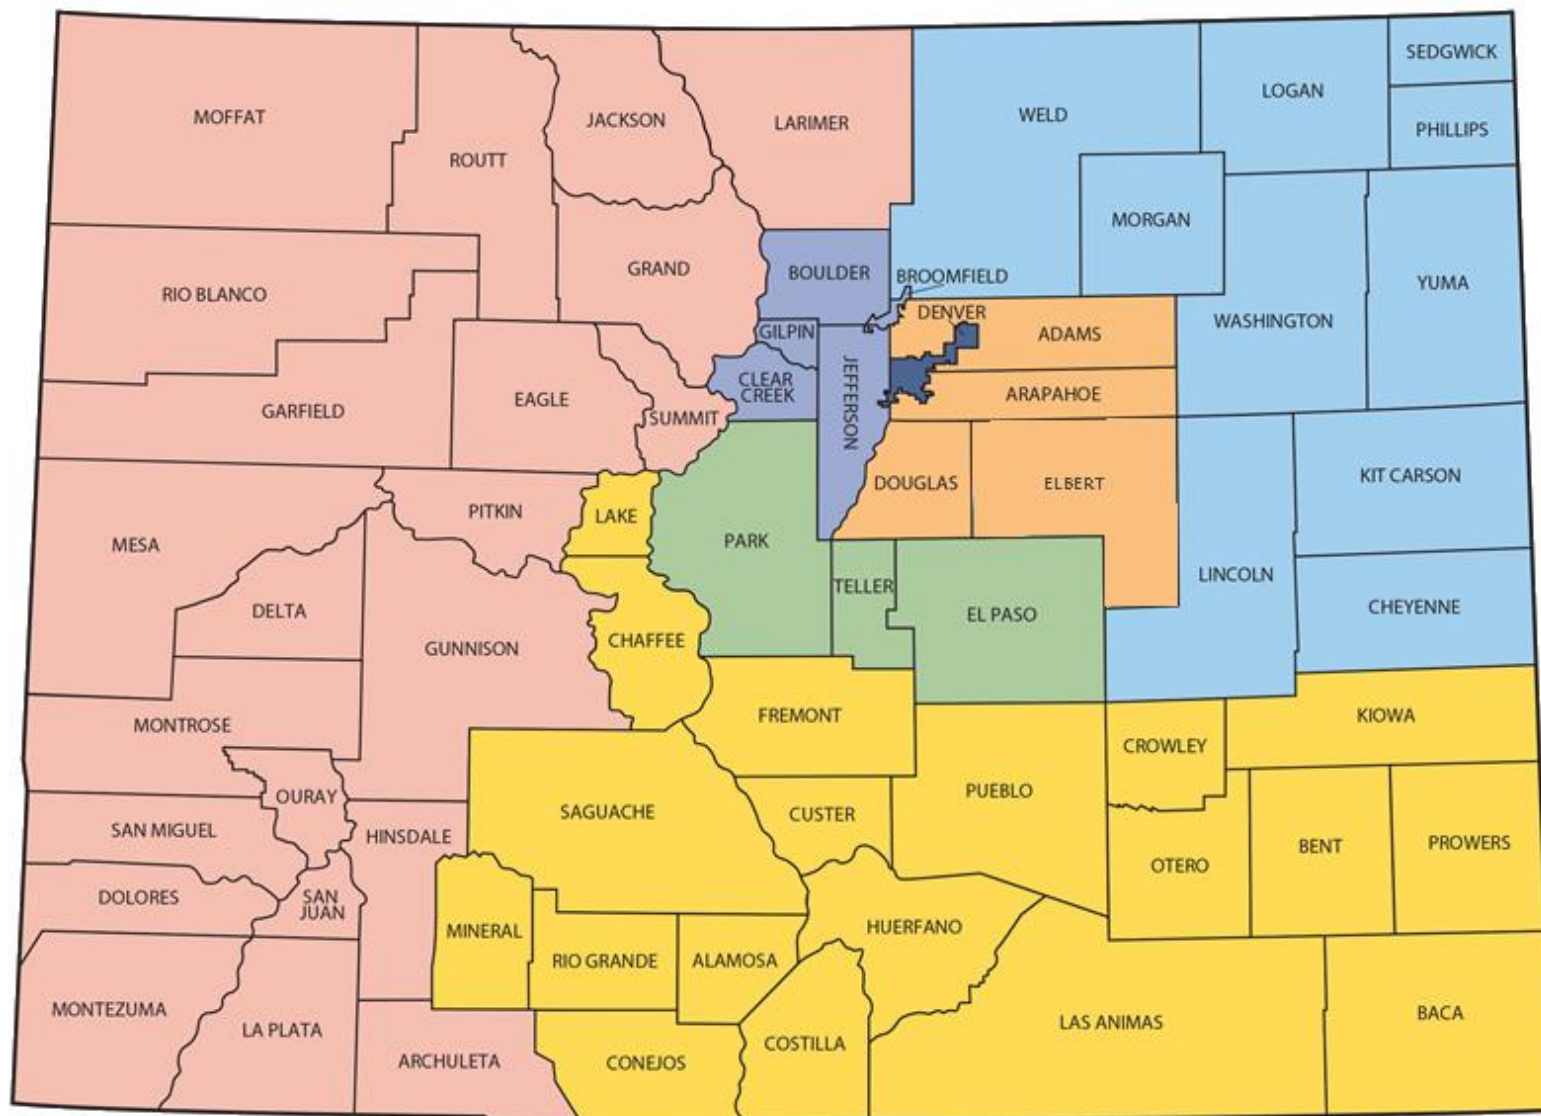 MOFFAT
ROUTT
JACKSON
LARIMER
WELD
LOGAN
SEDGWICK
PHILLIPS
MORGAN
RIO BLANCO
GRAND
BOULDER
BROOMFIELD
YUMA
GILPIN
DENVER
ADAMS
WASHINGTON
GARFIELD
EAGLE
SUMMIT
CLEAR
CREEK
JEFFERSON
ARAPAHOE
MESA
PITKIN
LAKE
PARK
DOUGLAS
ELBERT
KIT CARSON
DELTA
GUNNISON
CHAFFEE
TELLER
EL PASO
LINCOLN
CHEYENNE
MONTROSE
FREMONT
CROWLEY
KIOWA
OURAY
SAN MIGUEL
HINSDALE
SAGUACHE
CUSTER
PUEBLO
OTERO
BENT
PROWERS
DOLORES
SAN
JUAN
MINERAL
RIO GRANDE
ALAMOSA
HUERFANO
MONTEZUMA
LA PLATA
ARCHULETA
CONEJOS
COSTILLA
LAS ANIMAS
BACA